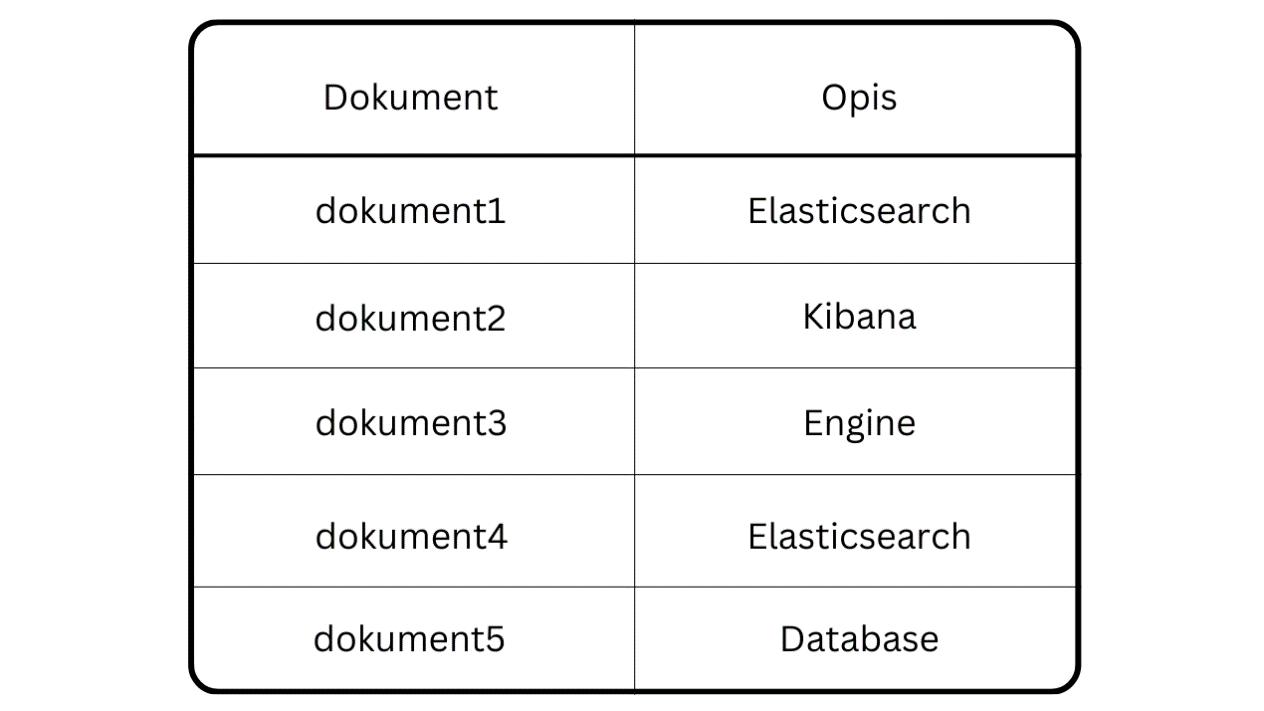 Dokument Opis
dokument1 Elasticsearch
dokument2 Kibana
dokument3 Engine
dokument4 Elasticsearch
dokument5 Database